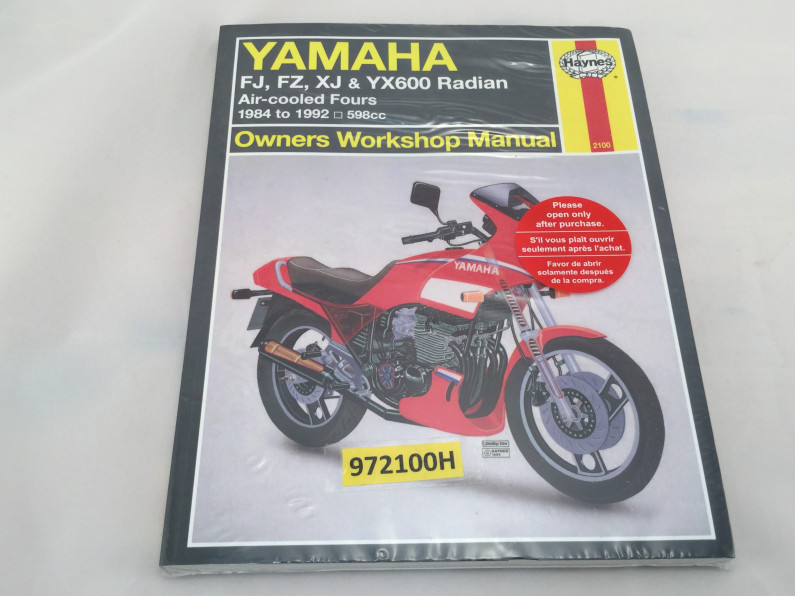 YAMAHA
FJ, FZ, XJ & YX600 Radian
Air-cooled Fours
1984 to 1992 □ 598cc
Owners Workshop Manual
Haynes
2100
Please
open only
after purchase.
S'il vous plaît ouvrir
seulement après l'achat.
Favor de abrir
solamente después
de la compra.
YAMAHA
972100H